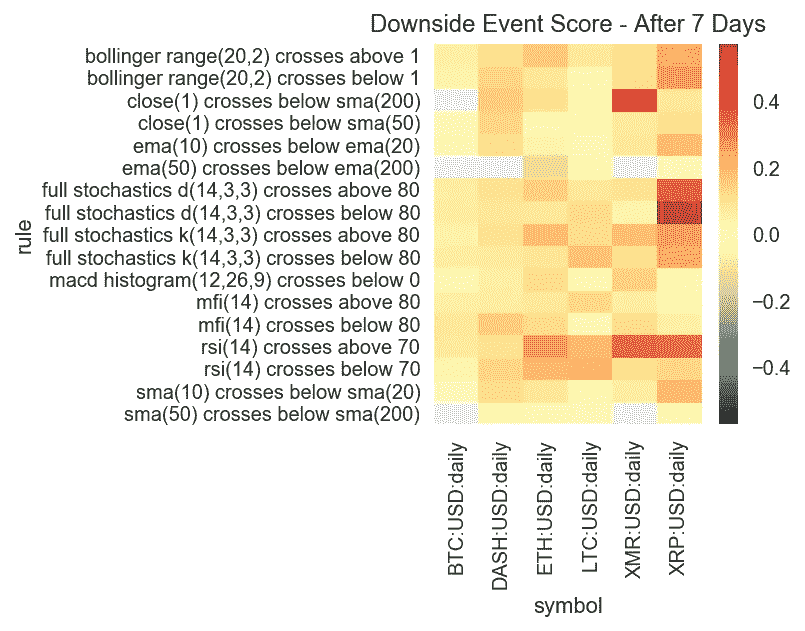 Downside Event Score - After 7 Days
bollinger range(20,2) crosses above 1
bollinger range(20,2) crosses below 1
close(1) crosses below sma(200)
close(1) crosses below sma(50)
ema(10) crosses below ema(20)
ema(50) crosses below ema(200)
full stochastics d(14,3,3) crosses above 80
full stochastics d(14,3,3) crosses below 80
full stochastics k(14,3,3) crosses above 80
full stochastics k(14,3,3) crosses below 80
macd histogram(12,26,9) crosses below 0
mfi(14) crosses above 80
mfi(14) crosses below 80
rsi(14) crosses above 70
rsi(14) crosses below 70
sma(10) crosses below sma(20)
sma(50) crosses below sma(200)
rule
0.4
0.2
0.0
−0.2
−0.4
BTC:USD:daily
DASH:USD:daily
ETH:USD:daily
LTC:USD:daily
XMR:USD:daily
XRP:USD:daily
symbol